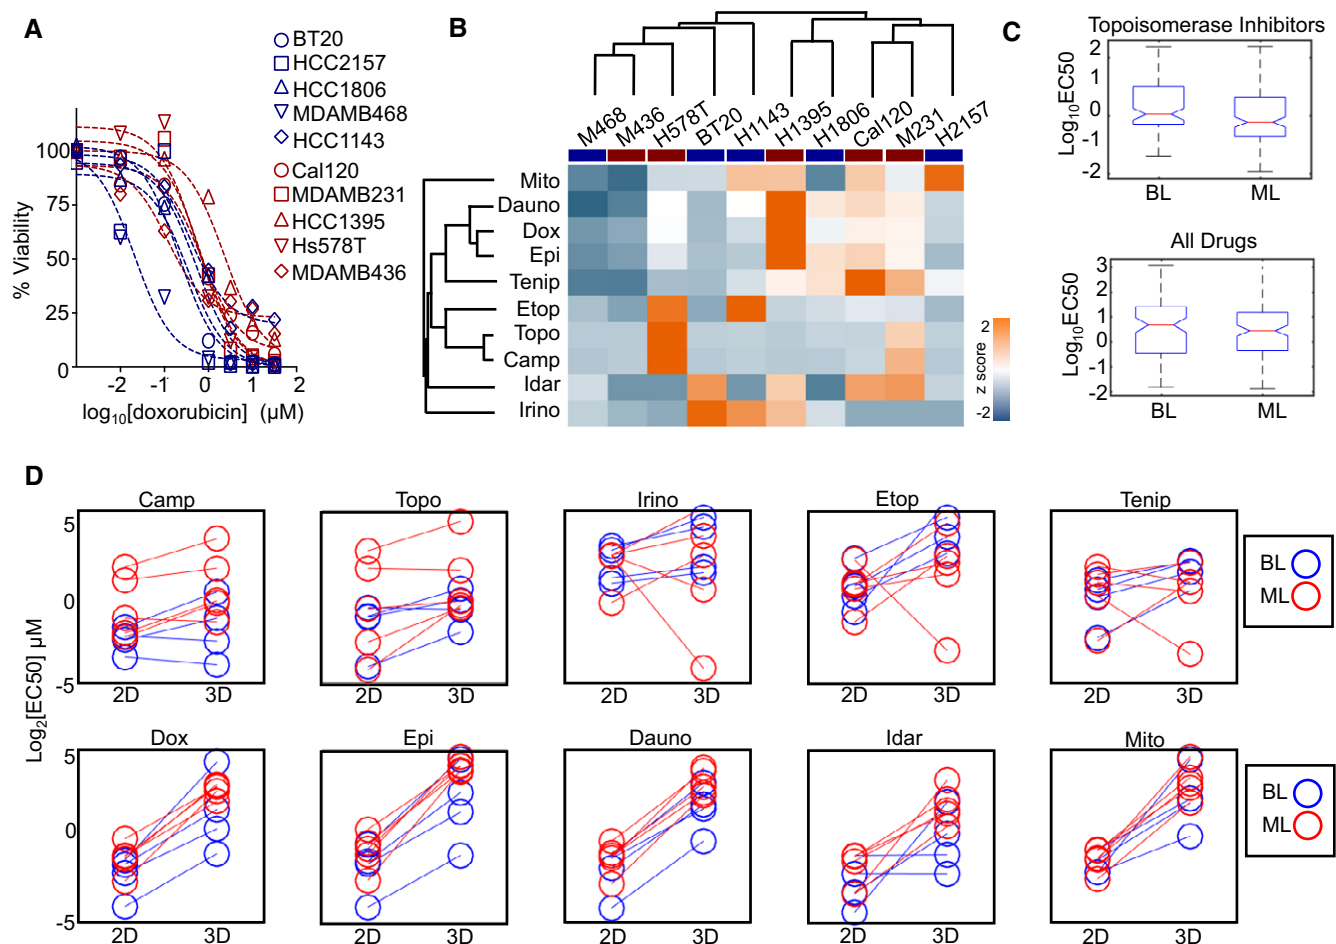 A
BT20
HCC2157
HCC1806
MDAMB468
HCC1143
Cal120
MDAMB231
HCC1395
Hs578T
MDAMB436
% Viability
100
75
50
25
0
-2 -1 0 1 2
log10[doxorubicin] (µM)
B
M468 M436 H578T BT20 H1143 H1395 H1806 Cal120 M231 H2157
Mito
Dauno
Dox
Epi
Tenip
Etop
Topo
Camp
Idar
Irino
2
z score
-2
C
Topoisomerase Inhibitors
Log10EC50
2
1
0
-1
-2
BL ML
All Drugs
Log10EC50
3
2
1
0
-1
-2
BL ML
D
Log2[EC50] µM
Camp Topo Irino Etop Tenip
5
0
-5
2D 3D 2D 3D 2D 3D 2D 3D 2D 3D
BL
ML
Dox Epi Dauno Idar Mito
5
0
-5
2D 3D 2D 3D 2D 3D 2D 3D 2D 3D
BL
ML